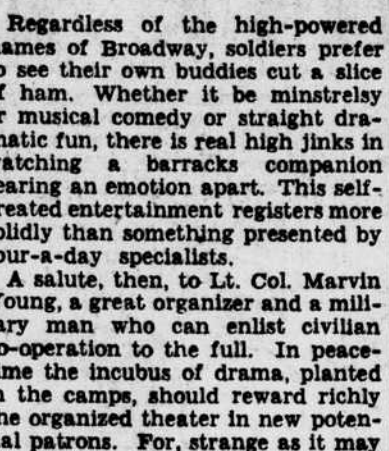 Regardless of the high-powered
ames of Broadway, soldiers prefer
o see their own buddies cut a slice
f ham. Whether it be minstrelsy
r musical comedy or straight dra-
natic fun, there is real high jinks in
atching a barracks companion
earing an emotion apart. This self-
reated entertainment registers more
olidly than something presented by
our-a-day specialists.
A salute, then, to Lt. Col. Marvin
oung, a great organizer and a mili-
ary man who can enlist civilian
o-operation to the full. In peace-
ime the incubus of drama, planted
n the camps, should reward richly
he organized theater in new poten-
ial patrons. For, strange as it may